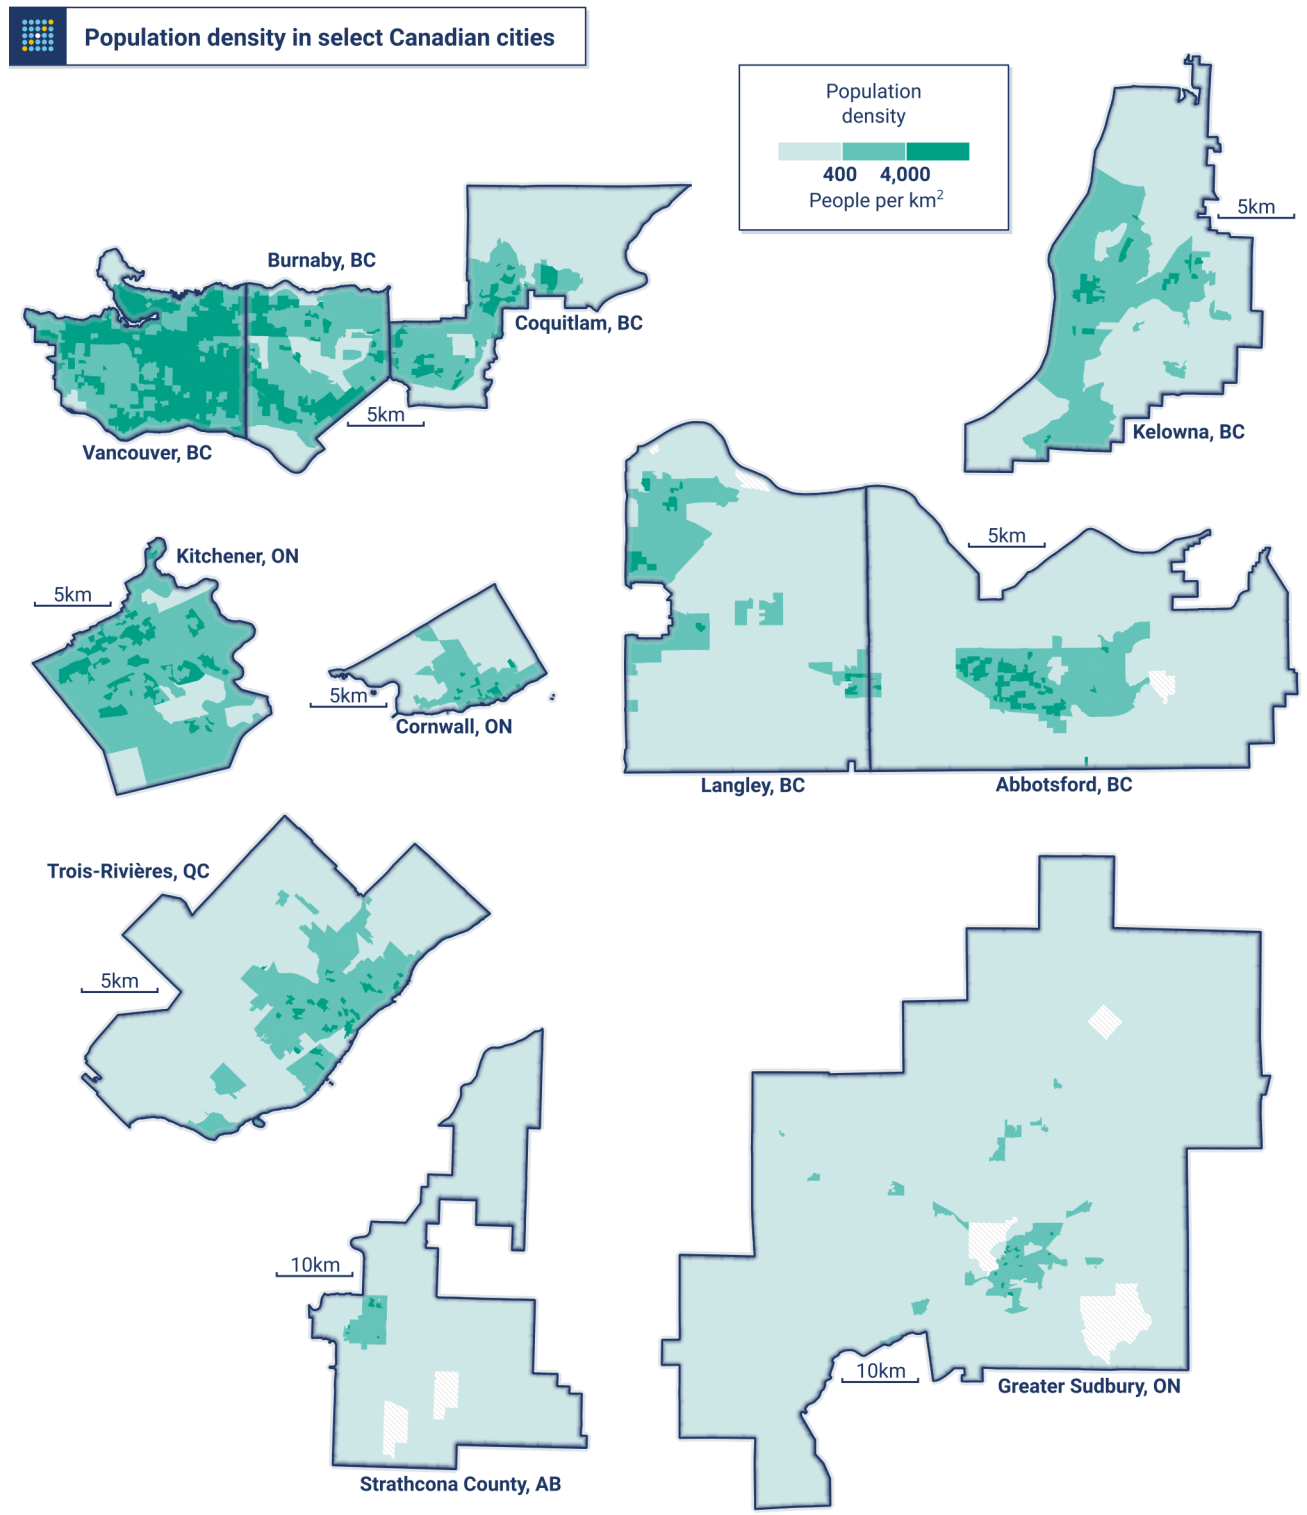 Population density in select Canadian cities
Population
density
400 4,000
People per km²
5km
Burnaby, BC
Coquitlam, BC
5km
Vancouver, BC
Kelowna, BC
5km
Kitchener, ON
5km
5km
Cornwall, ON
Langley, BC
Abbotsford, BC
Trois-Rivières, QC
5km
10km
10km
Greater Sudbury, ON
Strathcona County, AB